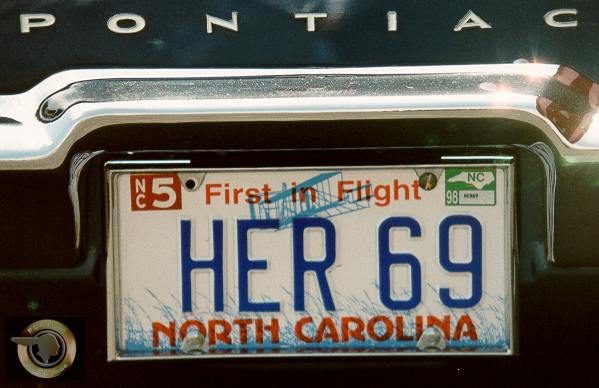 PONTIAC
NC 5 First in Flight NC 98
HER 69
NORTH CAROLINA